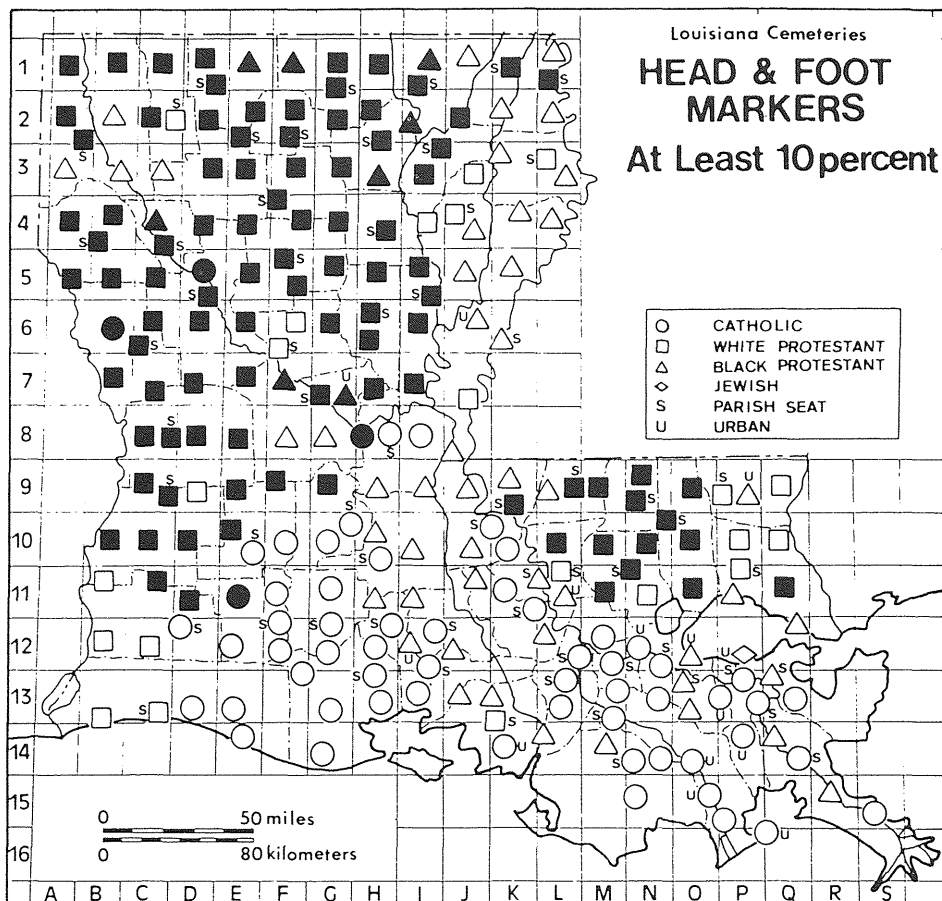 Louisiana Cemeteries
HEAD & FOOT
MARKERS
At Least 10 percent
CATHOLIC
WHITE PROTESTANT
BLACK PROTESTANT
JEWISH
S PARISH SEAT
U URBAN
1
2
3
4
5
6
7
8
9
10
11
12
13
14
15
16
0 50 miles
0 80 kilometers
A B C D E F G H I J K L M N O P Q R S